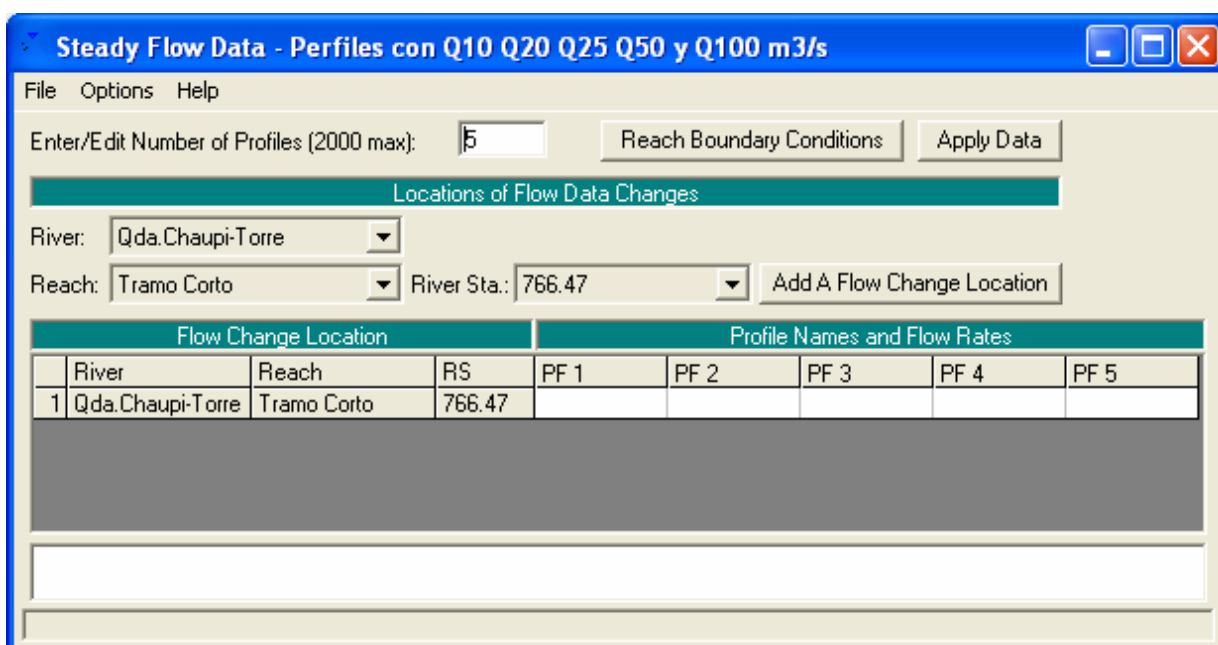 Steady Flow Data - Perfiles con Q10 Q20 Q25 Q50 y Q100 m3/s
File Options Help
Enter/Edit Number of Profiles (2000 max): 5 Reach Boundary Conditions Apply Data
Locations of Flow Data Changes
River: Qda.Chaupi-Torre
Reach: Tramo Corto River Sta.: 766.47 Add A Flow Change Location
Flow Change Location Profile Names and Flow Rates
River Reach RS PF 1 PF 2 PF 3 PF 4 PF 5
1 Qda.Chaupi-Torre Tramo Corto 766.47